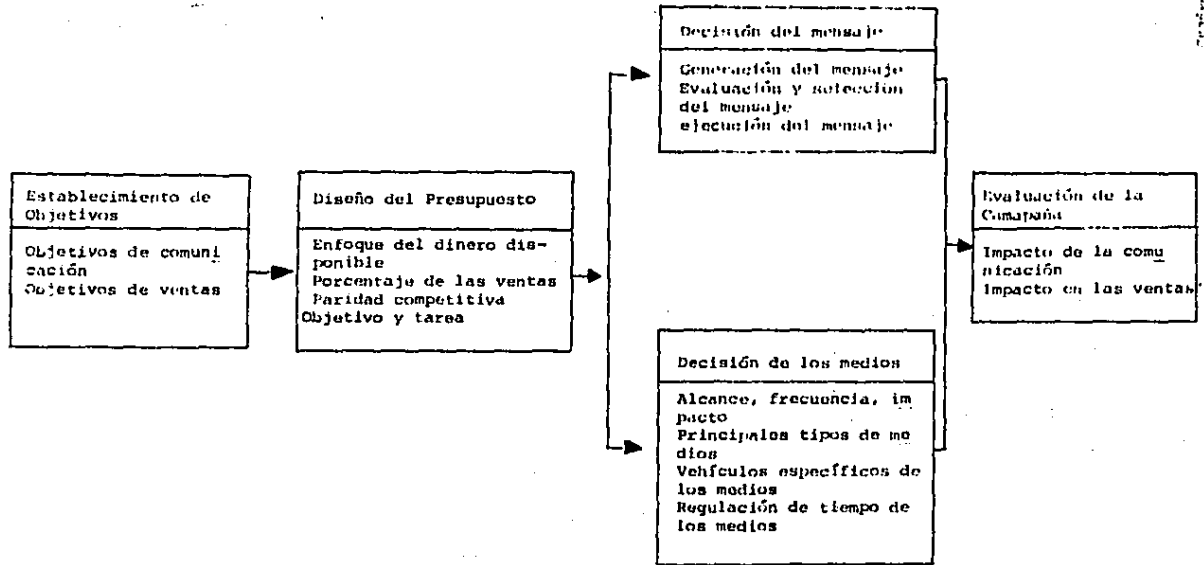 Establecimiento de
Objetivos
Objetivos de comuni
cación
Objetivos de ventas
Diseño del Presupuesto
Enfoque del dinero dis-
ponible
Porcentaje de las ventas
Paridad competitiva
Objetivo y tarea
Decisión del mensaje
Generación del mensaje
Evaluación y selección
del mensaje
ejecución del mensaje
Decisión de los medios
Alcance, frecuencia, im
pacto
Principales tipos de me
dios
Vehículos específicos de
los medios
Regulación de tiempo de
los medios
Evaluación de la
Camapaña
Impacto de la comu
nicación
Impacto en las ventas